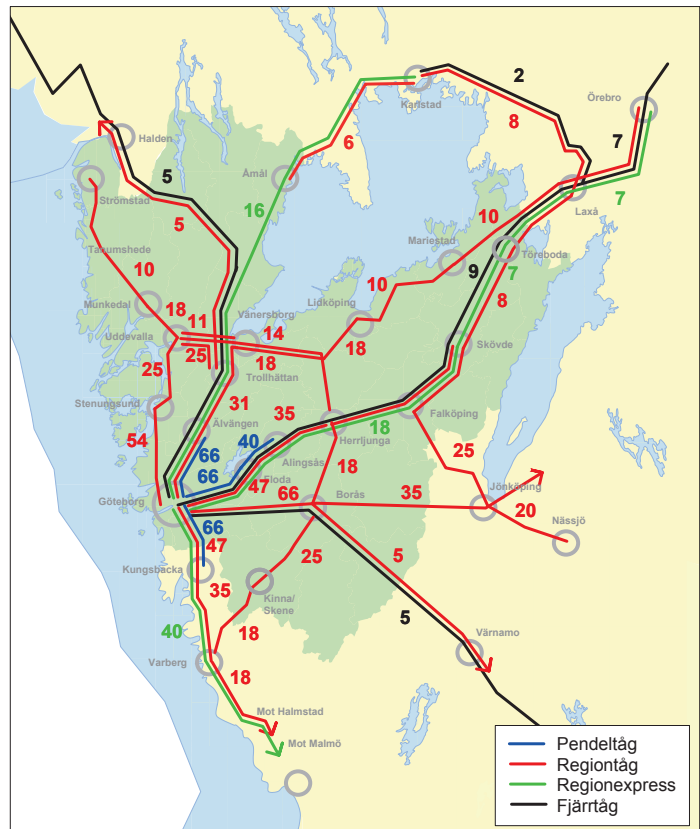 2
Karlstad
Örebro
8
7
Halden
6
5
Åmål
Strömstad
16
Laxå
7
5
10
Mariestad
Töreboda
Tanumshede
10
9
7
8
Munkedal
10
Lidköping
18
Vänersborg
11
14
18
Uddevalla
Skövde
25
18
25
Trollhättan
Stenungsund
31
35
Falköping
Älvängen
40
18
54
Herrljunga
66
Alingsås
25
66
Floda
47
18
66
Borås
35
Jönköping
Göteborg
20
66
Nässjö
47
25
5
Kungsbacka
35
Kinna/
Skene
5
40
18
Värnamo
Varberg
18
Mot Halmstad
Mot Malmö
Pendeltåg
Regiontåg
Regionexpress
Fjärrtåg